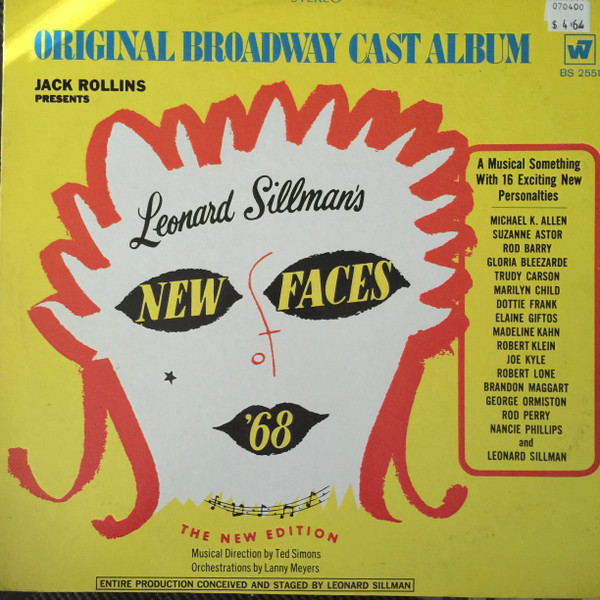 STEREO
070400
$ 4.64
ORIGINAL BROADWAY CAST ALBUM
W
BS 2551
JACK ROLLINS
PRESENTS
Leonard Sillman's
NEW FACES
of
'68
A Musical Something
With 16 Exciting New
Personalties
MICHAEL K. ALLEN
SUZANNE ASTOR
ROD BARRY
GLORIA BLEEZARDE
TRUDY CARSON
MARILYN CHILD
DOTTIE FRANK
ELAINE GIFTOS
MADELINE KAHN
ROBERT KLEIN
JOE KYLE
ROBERT LONE
BRANDON MAGGART
GEORGE ORMISTON
ROD PERRY
NANCIE PHILLIPS
and
LEONARD SILLMAN
THE NEW EDITION
Musical Direction by Ted Simons
Orchestrations by Lanny Meyers
ENTIRE PRODUCTION CONCEIVED AND STAGED BY LEONARD SILLMAN